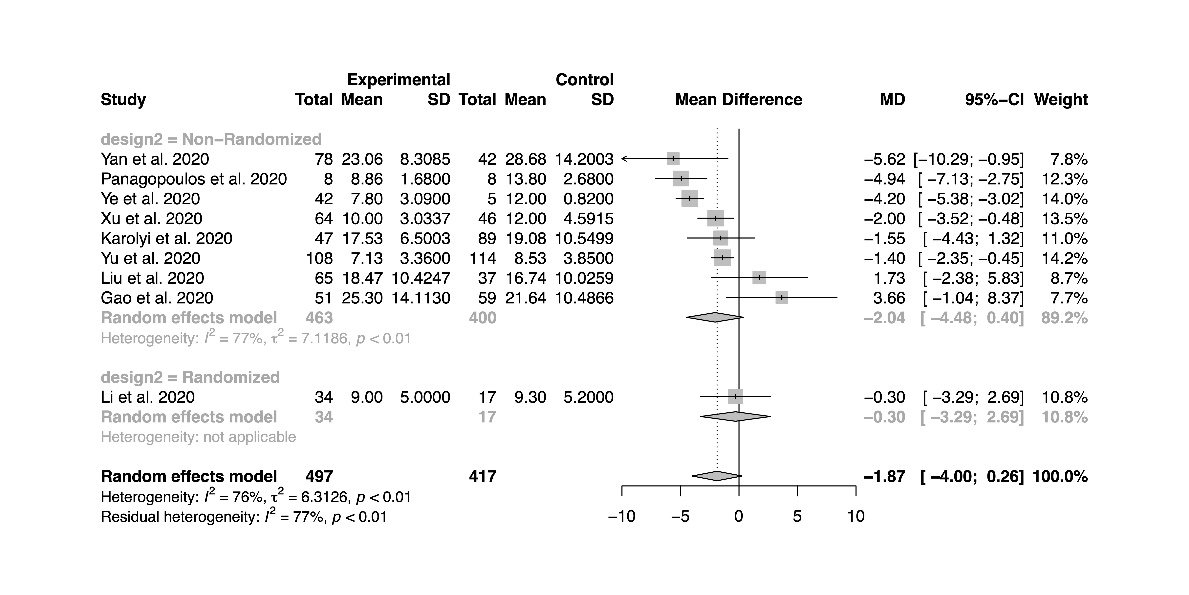 Experimental Control
Study Total Mean SD Total Mean SD Mean Difference MD 95%−CI Weight
design2 = Non−Randomized
Yan et al. 2020 78 23.06 8.3085 42 28.68 14.2003 −5.62 [−10.29; −0.95] 7.8%
Panagopoulos et al. 2020 8 8.86 1.6800 8 13.80 2.6800 −4.94 [ −7.13; −2.75] 12.3%
Ye et al. 2020 42 7.80 3.0900 5 12.00 0.8200 −4.20 [ −5.38; −3.02] 14.0%
Xu et al. 2020 64 10.00 3.0337 46 12.00 4.5915 −2.00 [ −3.52; −0.48] 13.5%
Karolyi et al. 2020 47 17.53 6.5003 89 19.08 10.5499 −1.55 [ −4.43; 1.32] 11.0%
Yu et al. 2020 108 7.13 3.3600 114 8.53 3.8500 −1.40 [ −2.35; −0.45] 14.2%
Liu et al. 2020 65 18.47 10.4247 37 16.74 10.0259 1.73 [ −2.38; 5.83] 8.7%
Gao et al. 2020 51 25.30 14.1130 59 21.64 10.4866 3.66 [ −1.04; 8.37] 7.7%
Random effects model 463 400 −2.04 [ −4.48; 0.40] 89.2%
Heterogeneity: I² = 77%, τ² = 7.1186, p < 0.01
design2 = Randomized
Li et al. 2020 34 9.00 5.0000 17 9.30 5.2000 −0.30 [ −3.29; 2.69] 10.8%
Random effects model 34 17 −0.30 [ −3.29; 2.69] 10.8%
Heterogeneity: not applicable
Random effects model 497 417 −1.87 [ −4.00; 0.26] 100.0%
Heterogeneity: I² = 76%, τ² = 6.3126, p < 0.01
Residual heterogeneity: I² = 77%, p < 0.01
−10 −5 0 5 10